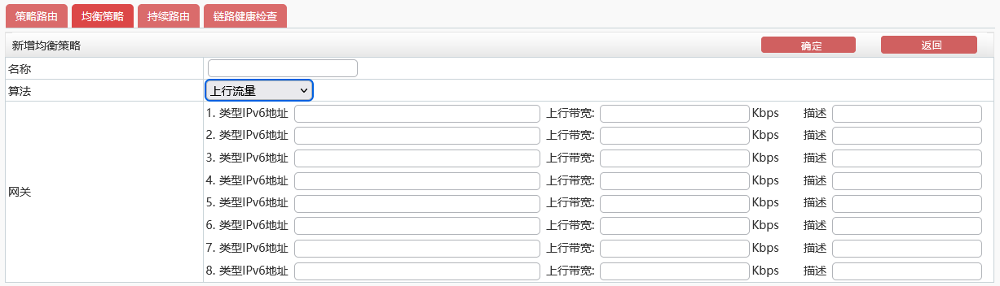 策略路由 均衡策略 持续路由 链路健康检查
新增均衡策略 确定 返回
名称
算法 上行流量
网关
1. 类型IPv6地址 上行带宽: Kbps 描述
2. 类型IPv6地址 上行带宽: Kbps 描述
3. 类型IPv6地址 上行带宽: Kbps 描述
4. 类型IPv6地址 上行带宽: Kbps 描述
5. 类型IPv6地址 上行带宽: Kbps 描述
6. 类型IPv6地址 上行带宽: Kbps 描述
7. 类型IPv6地址 上行带宽: Kbps 描述
8. 类型IPv6地址 上行带宽: Kbps 描述